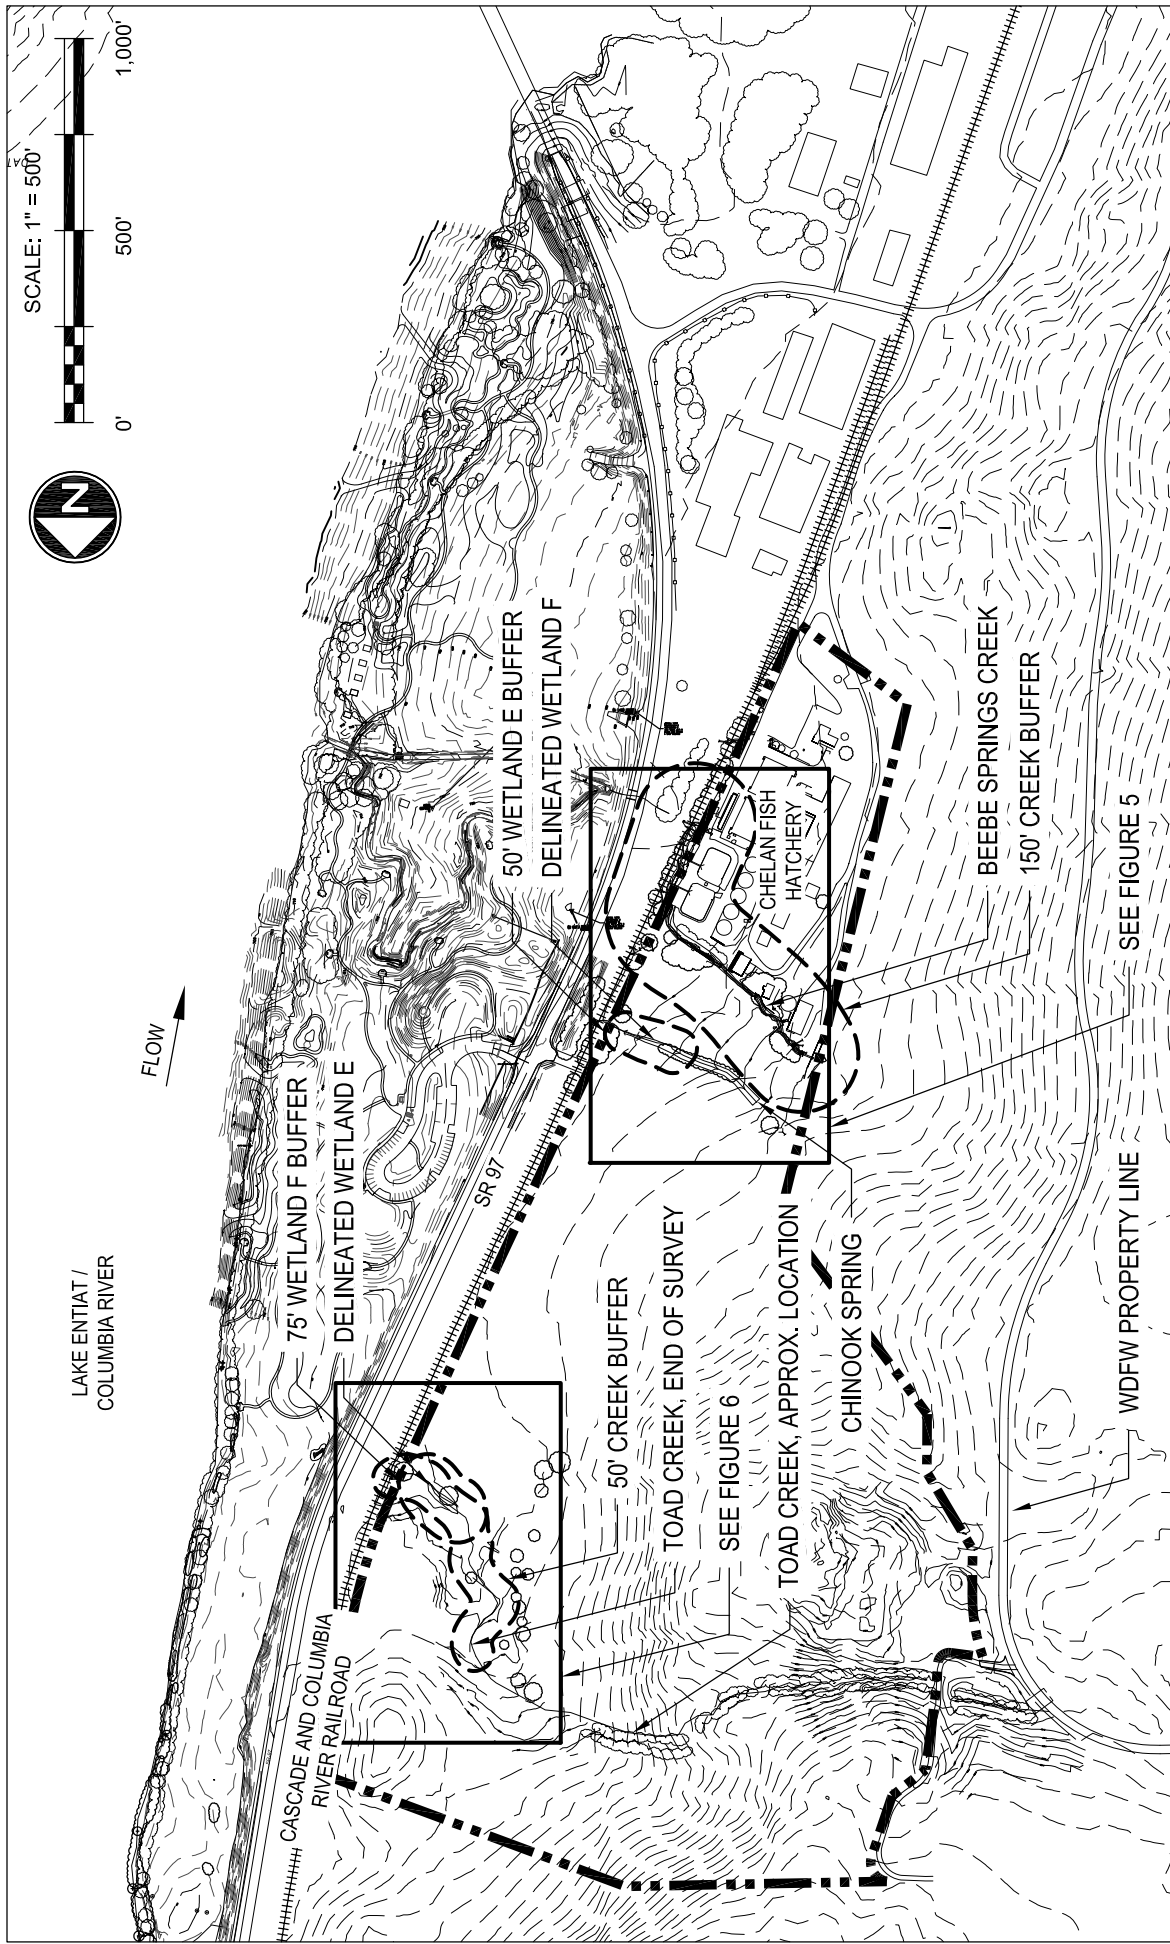 SCALE: 1" = 500'
0'
500'
1,000'
N
LAKE ENTIAT /
COLUMBIA RIVER
FLOW
75' WETLAND F BUFFER
DELINEATED WETLAND E
50' WETLAND E BUFFER
DELINEATED WETLAND F
SR 97
CASCADE AND COLUMBIA
RIVER RAILROAD
CHELAN FISH
HATCHERY
50' CREEK BUFFER
TOAD CREEK, END OF SURVEY
SEE FIGURE 6
TOAD CREEK, APPROX. LOCATION
CHINOOK SPRING
BEEBE SPRINGS CREEK
150' CREEK BUFFER
SEE FIGURE 5
WDFW PROPERTY LINE